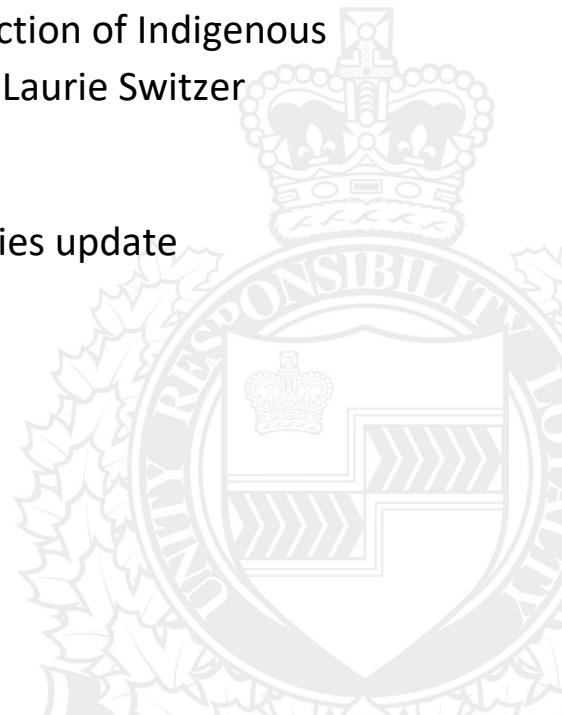 ction of Indigenous
Laurie Switzer
ies update
UNITY RESPONSIBILITY LOYALTY